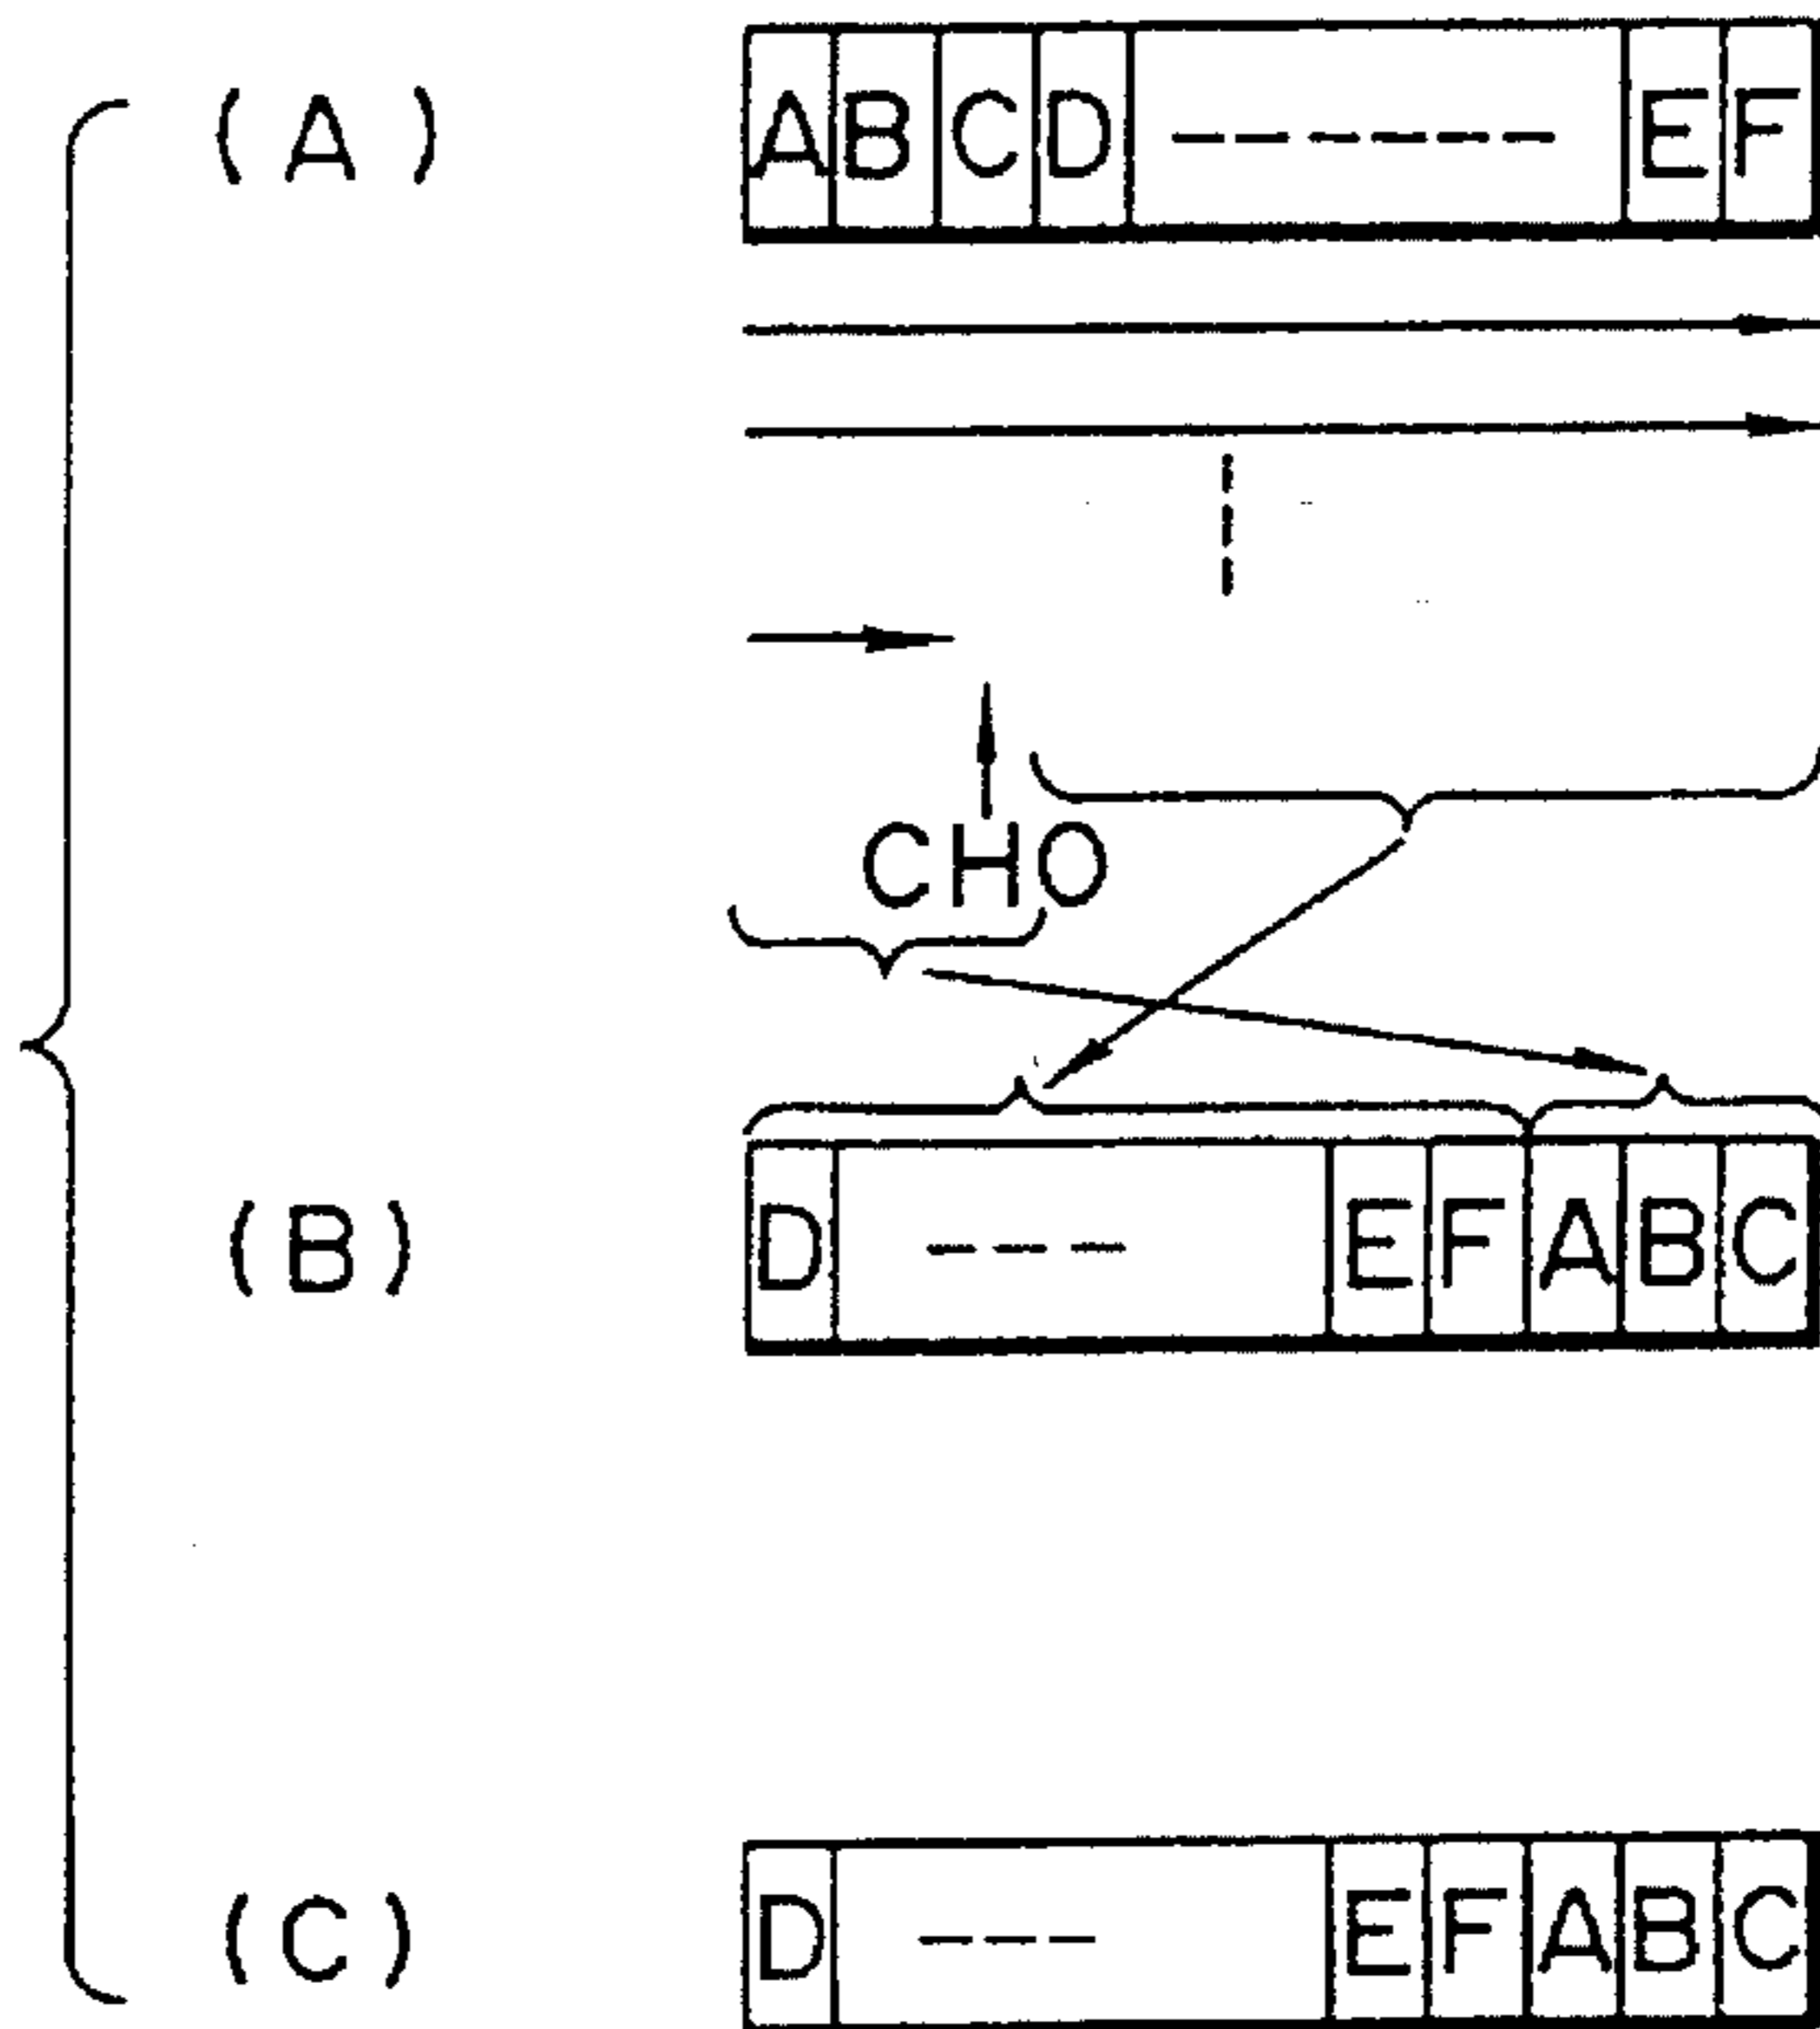 (A) A B C D ------ E F
CHO
(B) D --- E F A B C
(C) D --- E F A B C